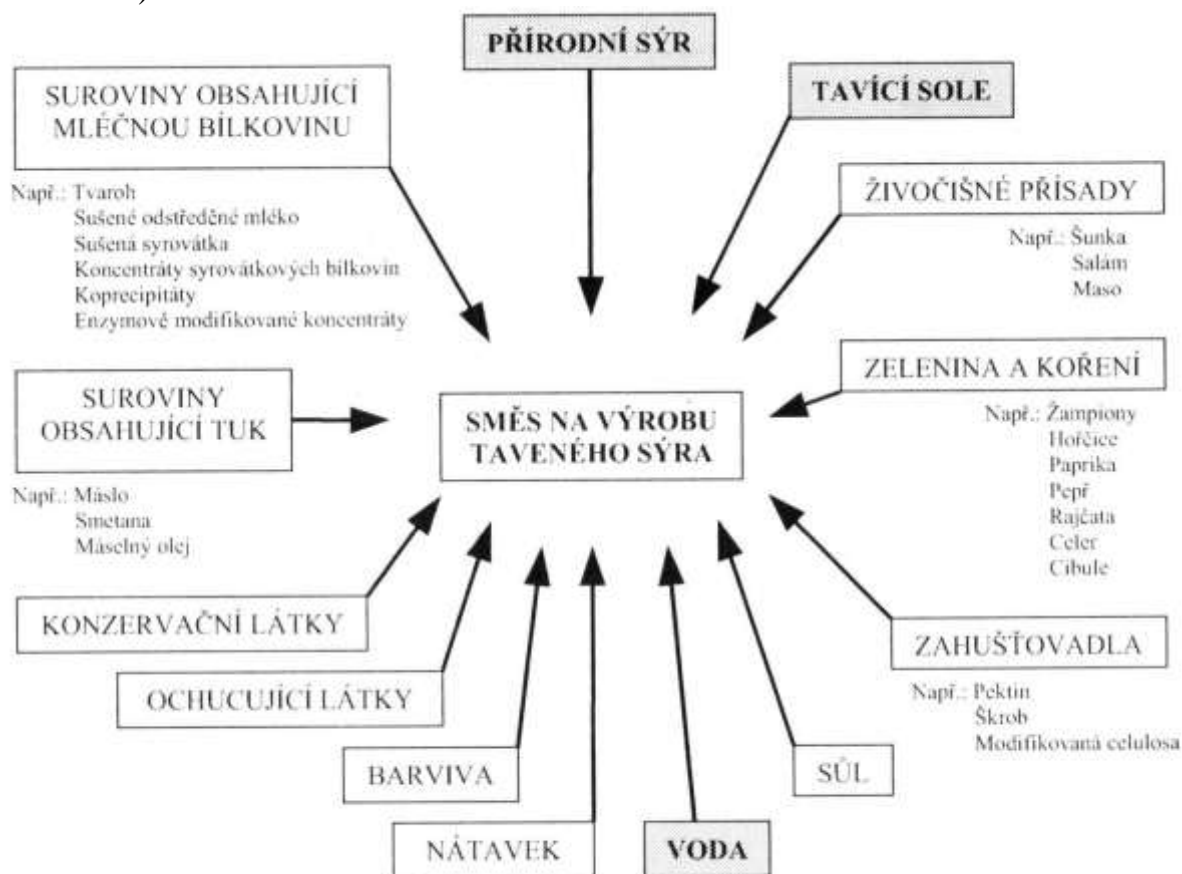 PŘÍRODNÍ SÝR
TAVÍCÍ SOLE
SUROVINY OBSAHUJÍCÍ
MLÉČNOU BÍLKOVINU
Např.: Tvaroh
Sušené odstředěné mléko
Sušená syrovátka
Koncentráty syrovátkových bílkovin
Koprecipitáty
Enzymově modifikované koncentráty
ŽIVOČIŠNÉ PŘÍSADY
Např.: Šunka
Salám
Maso
SUROVINY
OBSAHUJÍCÍ TUK
Např.: Máslo
Smetana
Máselný olej
SMĚS NA VÝROBU
TAVENÉHO SÝRA
ZELENINA A KOŘENÍ
Např.: Žampiony
Hořčice
Paprika
Pepř
Rajčata
Celer
Cibule
KONZERVAČNÍ LÁTKY
OCHUCUJÍCÍ LÁTKY
BARVIVA
NÁTAVEK
VODA
SŮL
ZAHUŠŤOVADLA
Např.: Pektin
Škrob
Modifikovaná celulosa